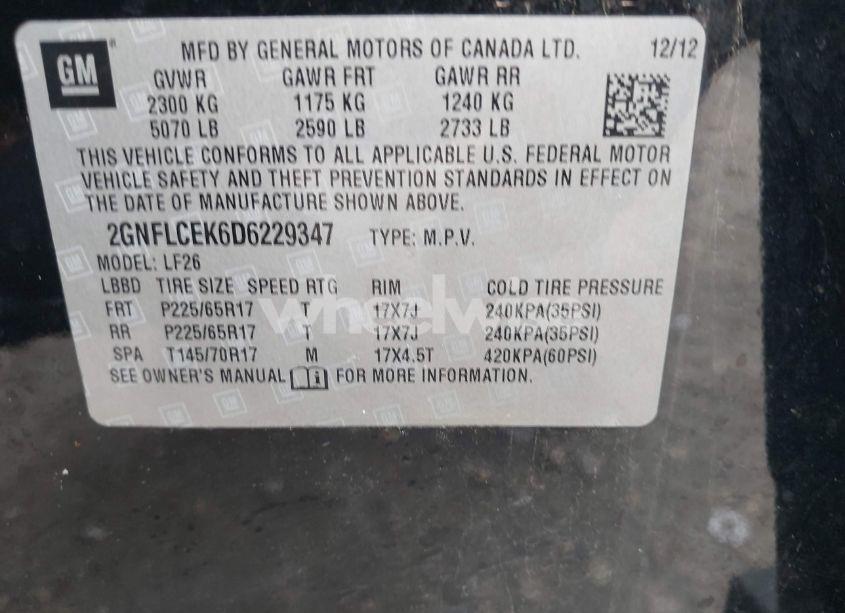 GM
MFD BY GENERAL MOTORS OF CANADA LTD. 12/12
GVWR GAWR FRT GAWR RR
2300 KG 1175 KG 1240 KG
5070 LB 2590 LB 2733 LB
THIS VEHICLE CONFORMS TO ALL APPLICABLE U.S. FEDERAL MOTOR
VEHICLE SAFETY AND THEFT PREVENTION STANDARDS IN EFFECT ON
THE DATE OF MANUFACTURE SHOWN ABOVE.
2GNFLCEK6D6229347 TYPE: M.P.V.
MODEL: LF26
LBBD TIRE SIZE SPEED RTG RIM COLD TIRE PRESSURE
FRT P225/65R17 T 17X7J 240KPA(35PSI)
RR P225/65R17 T 17X7J 240KPA(35PSI)
SPA T145/70R17 M 17X4.5T 420KPA(60PSI)
SEE OWNER'S MANUAL FOR MORE INFORMATION.